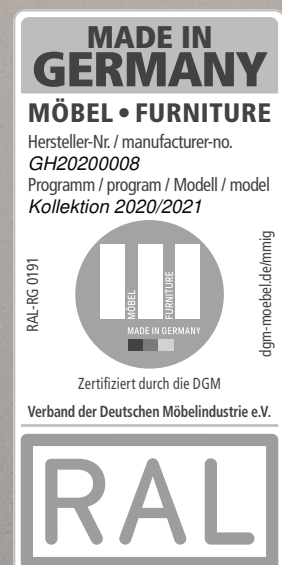 MADE IN
GERMANY
MÖBEL • FURNITURE
Hersteller-Nr. / manufacturer-no.
GH20200008
Programm / program / Modell / model
Kollektion 2020/2021
RAL-RG 0191
MÖBEL
FURNITURE
MADE IN GERMANY
dgm-moebel.de/mmig
Zertifiziert durch die DGM
Verband der Deutschen Möbelindustrie e.V.
RAL